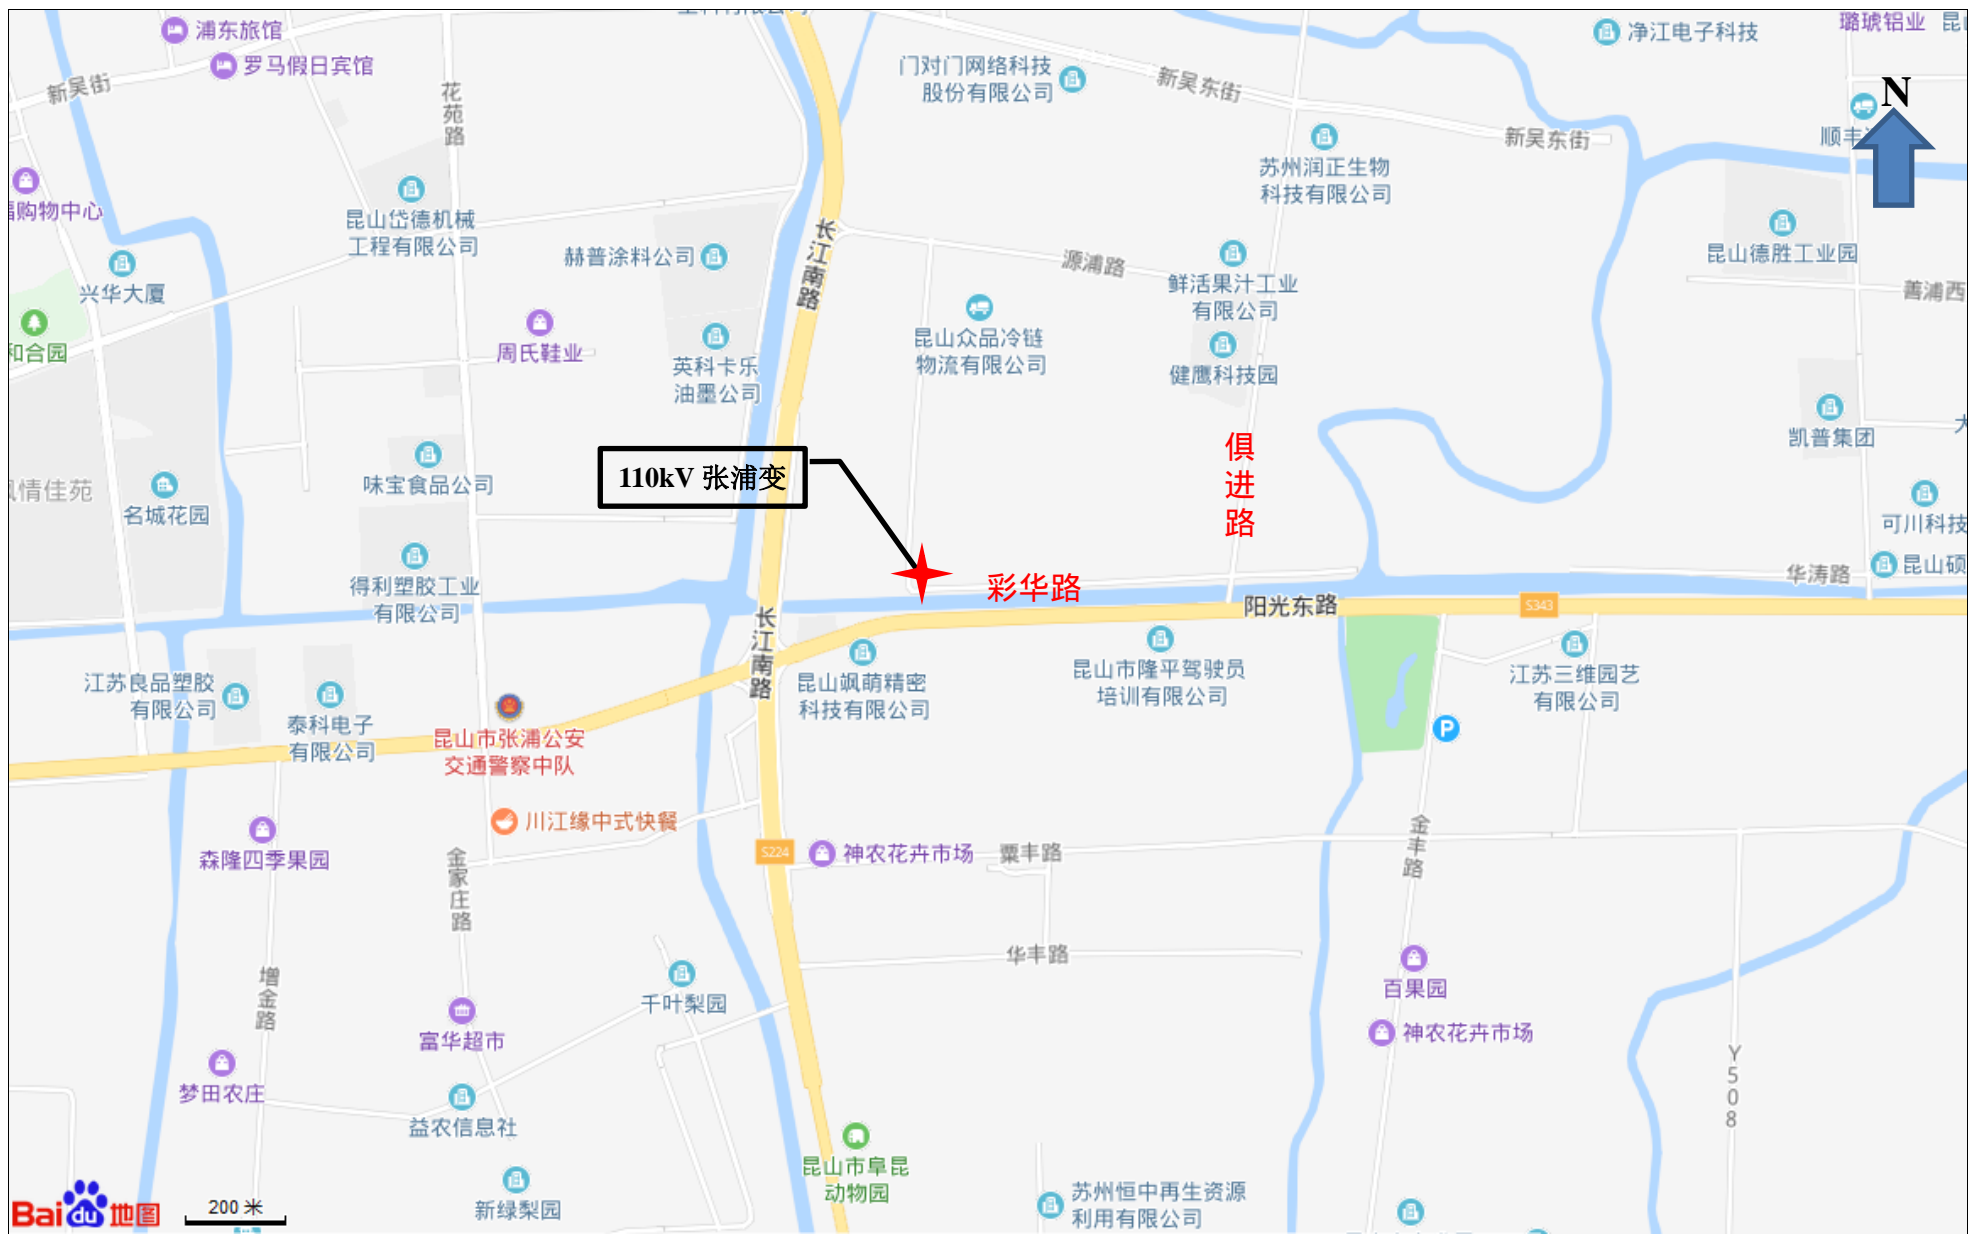 浦东旅馆
罗马假日宾馆
新吴街
花苑路
门对门网络科技
股份有限公司
新吴东街
新吴东街
净江电子科技
璐琥铝业
昆
N
顺丰
苏州润正生物
科技有限公司
购物中心
昆山岱德机械
工程有限公司
赫普涂料公司
长江南路
源浦路
鲜活果汁工业
有限公司
昆山德胜工业园
善浦西
兴华大厦
和合园
周氏鞋业
英科卡乐
油墨公司
昆山众品冷链
物流有限公司
健鹰科技园
凯普集团
大
俱进路
110kV 张浦变
味宝食品公司
情佳苑
名城花园
可川科技
得利塑胶工业
有限公司
彩华路
华涛路
昆山硕
阳光东路
S343
长江南路
江苏良品塑胶
有限公司
泰科电子
有限公司
昆山市张浦公安
交通警察中队
昆山飒萌精密
科技有限公司
昆山市隆平驾驶员
培训有限公司
江苏三维园艺
有限公司
P
川江缘中式快餐
森隆四季果园
金家庄路
S224
神农花卉市场
粟丰路
金丰路
华丰路
增金路
千叶梨园
百果园
神农花卉市场
富华超市
Y508
梦田农庄
益农信息社
昆山市阜昆
动物园
新绿梨园
苏州恒中再生资源
利用有限公司
Bai du 地图
200 米